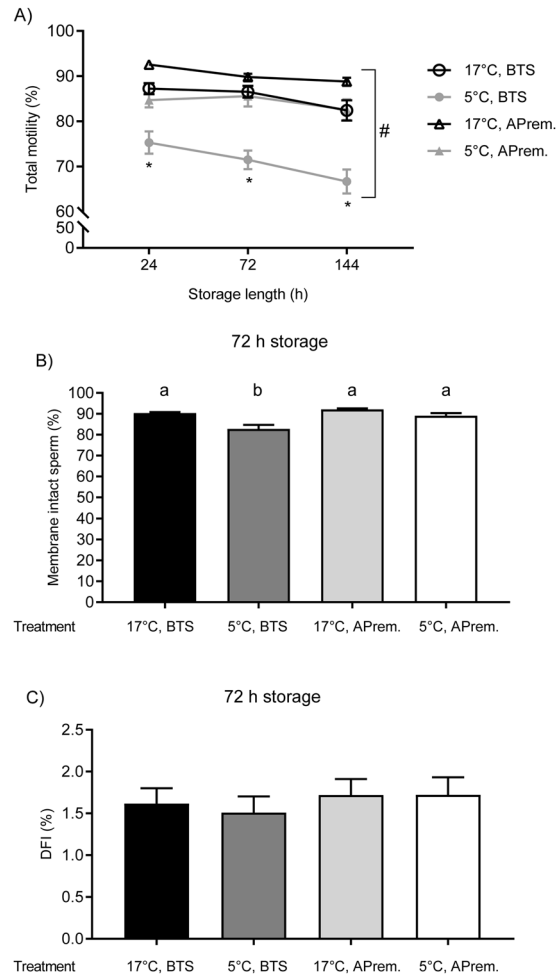 A)
100
90
80
70
60
50
0
Total motility (%)
24
72
144
Storage length (h)
*
*
*
#
17°C, BTS
5°C, BTS
17°C, APrem.
5°C, APrem.
72 h storage
B)
a
b
a
a
100
90
80
70
60
50
40
30
20
10
0
Membrane intact sperm (%)
Treatment
17°C, BTS
5°C, BTS
17°C, APrem.
5°C, APrem.
C)
72 h storage
2.5
2.0
1.5
1.0
0.5
0.0
DFI (%)
Treatment
17°C, BTS
5°C, BTS
17°C, APrem.
5°C, APrem.